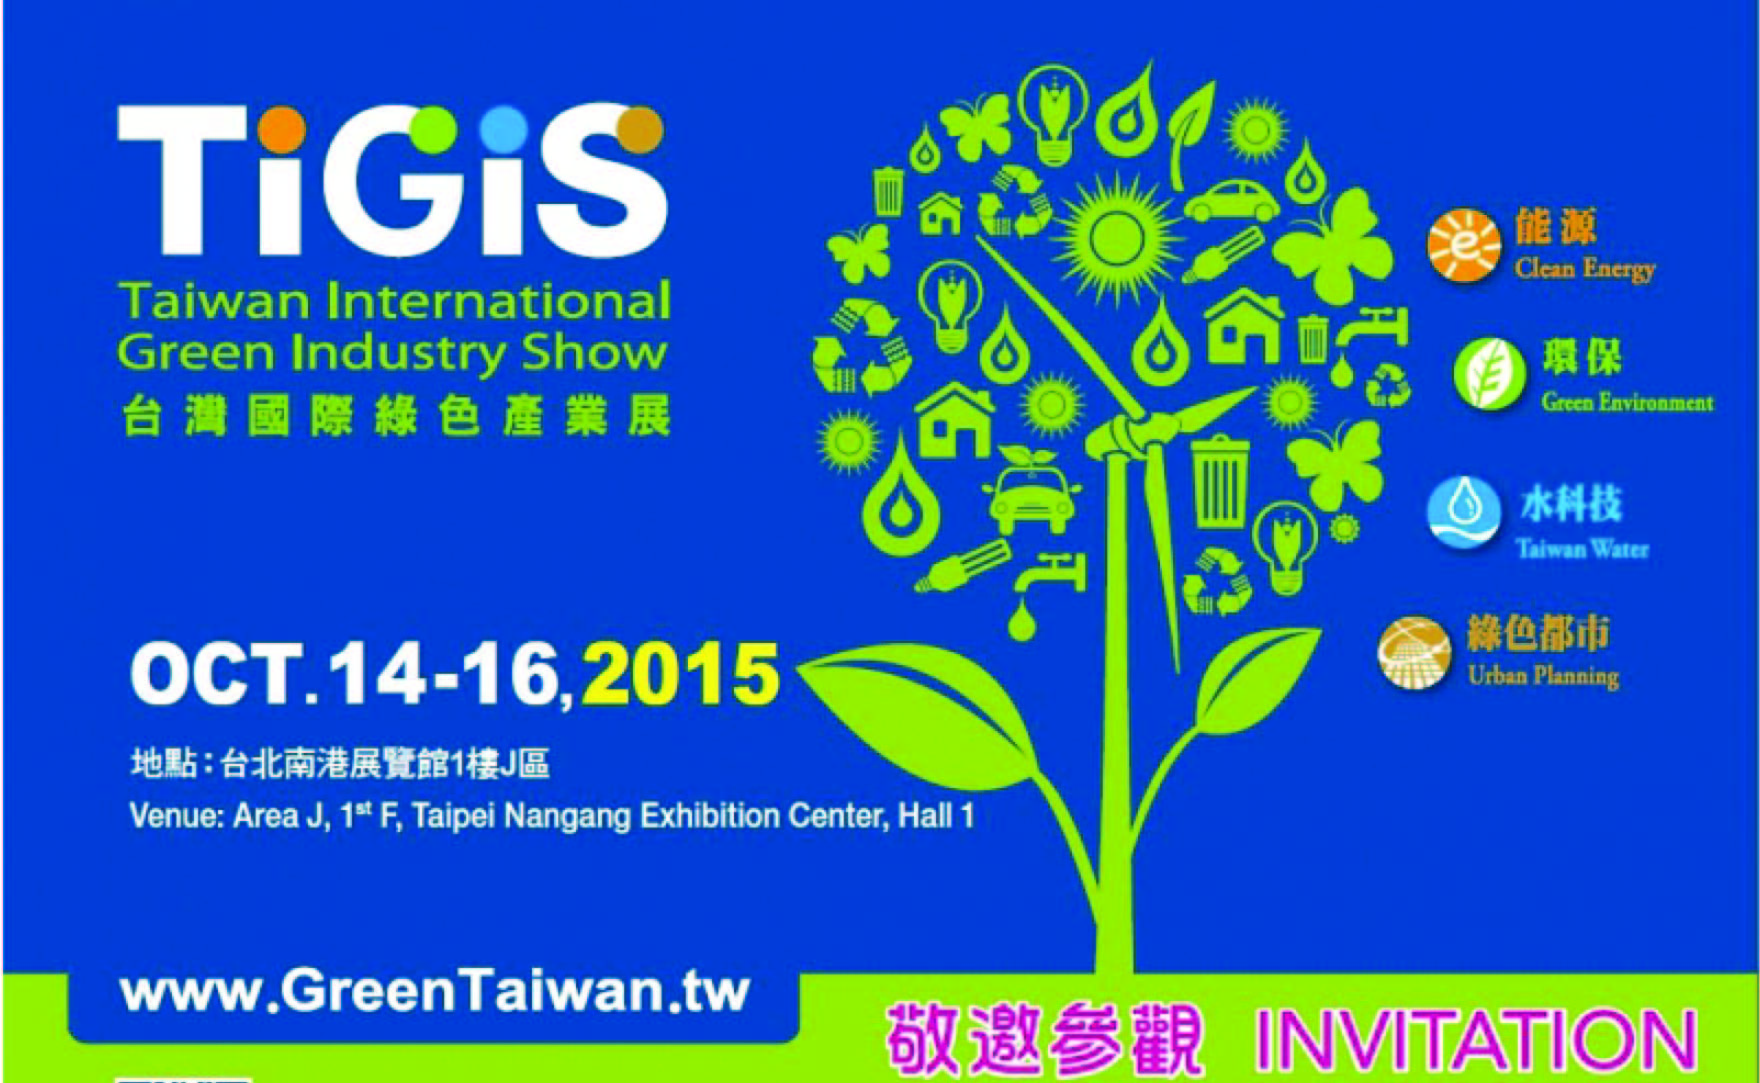 TiGiS
Taiwan International
Green Industry Show
台灣國際綠色產業展
能源
Clean Energy
環保
Green Environment
水科技
Taiwan Water
綠色都市
Urban Planning
OCT.14-16,2015
地點：台北南港展覽館1樓J區
Venue: Area J, 1st F, Taipei Nangang Exhibition Center, Hall 1
www.GreenTaiwan.tw
敬邀參觀 INVITATION